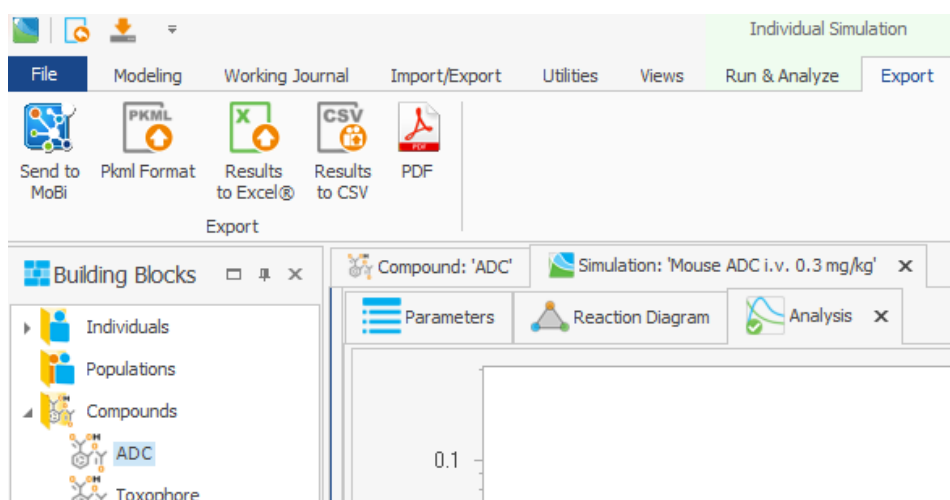 Individual Simulation
File Modeling Working Journal Import/Export Utilities Views Run & Analyze Export
PKML X CSV
Send to MoBi
Pkml Format
Results to Excel®
Results to CSV
PDF
PDF
Export
Building Blocks
Compound: 'ADC'
Simulation: 'Mouse ADC i.v. 0.3 mg/kg'
Parameters Reaction Diagram Analysis
Individuals
Populations
Compounds
ADC
Toxophore
0.1